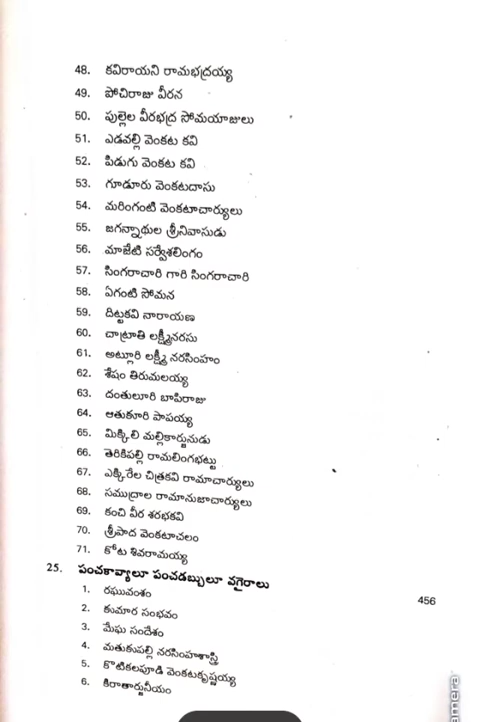 48. కవిరాయని రామభద్రయ్య
49. పోచిరాజు వీరన
50. పుల్లెల వీరభద్ర సోమయాజులు
51. ఎడవల్లి వెంకట కవి
52. పిడుగు వెంకట కవి
53. గూడూరు వెంకటదాసు
54. మరింగంటి వెంకటాచార్యులు
55. జగన్నాథుల శ్రీనివాసుడు
56. మాజేటి సర్వేశలింగం
57. సింగరాచారి గారి సింగరాచారి
58. ఏగంటి సోమన
59. దిట్టకవి నారాయణ
60. చాట్రాతి లక్ష్మీనరసు
61. అట్లూరి లక్ష్మీ నరసింహం
62. శేషం తిరుమలయ్య
63. దంతులూరి బాపిరాజు
64. ఆతుకూరి పాపయ్య
65. మిక్కిలి మల్లికార్జునుడు
66. తెరికిపల్లి రామలింగభట్టు
67. ఎక్కిరేల చిత్రకవి రామాచార్యులు
68. సముద్రాల రామానుజాచార్యులు
69. కంచి వీర శరభకవి
70. శ్రీపాద వెంకటాచలం
71. కోట శివరామయ్య
25. పంచకావ్యాలూ పంచడబ్బులూ వగైరాలు 456
1. రఘువంశం
2. కుమార సంభవం
3. మేఘ సందేశం
4. మతుకుపల్లి నరసింహశాస్త్రి
5. కొటికలపూడి వెంకటకృష్ణయ్య
6. కిరాతార్జునీయం
amera